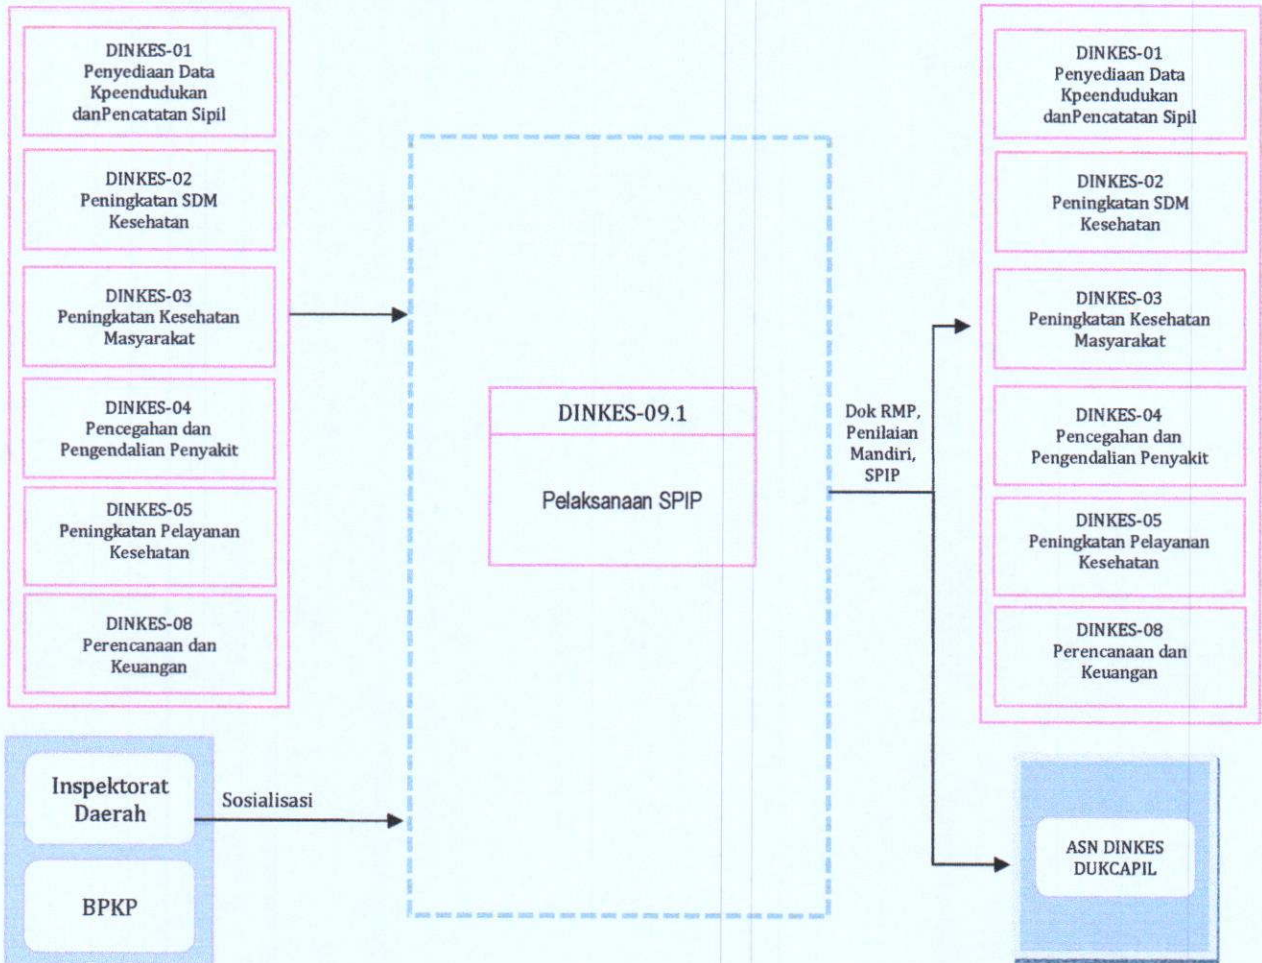 DINKES-01
Penyediaan Data
Kpeendudukan
danPencatatan Sipil
DINKES-02
Peningkatan SDM
Kesehatan
DINKES-03
Peningkatan Kesehatan
Masyarakat
DINKES-04
Pencegahan dan
Pengendalian Penyakit
DINKES-05
Peningkatan Pelayanan
Kesehatan
DINKES-08
Perencanaan dan
Keuangan
Inspektorat
Daerah
BPKP
Sosialisasi
DINKES-09.1
Pelaksanaan SPIP
Dok RMP,
Penilaian
Mandiri,
SPIP
DINKES-01
Penyediaan Data
Kpeendudukan
danPencatatan Sipil
DINKES-02
Peningkatan SDM
Kesehatan
DINKES-03
Peningkatan Kesehatan
Masyarakat
DINKES-04
Pencegahan dan
Pengendalian Penyakit
DINKES-05
Peningkatan Pelayanan
Kesehatan
DINKES-08
Perencanaan dan
Keuangan
ASN DINKES
DUKCAPIL